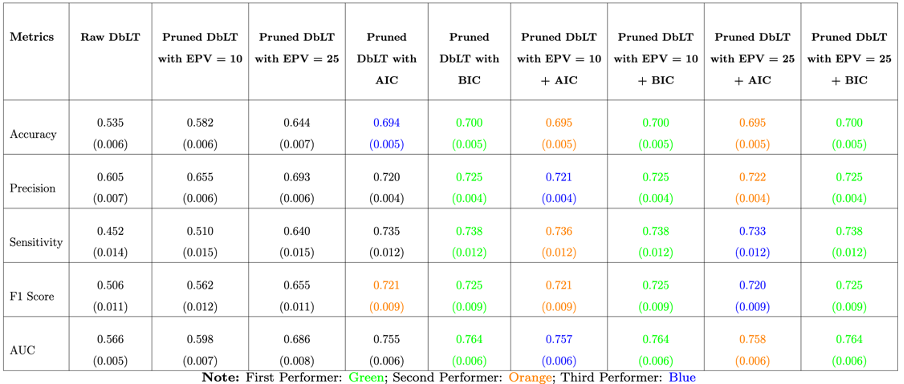 Metrics Raw DbLT Pruned DbLT Pruned DbLT Pruned Pruned Pruned DbLT Pruned DbLT Pruned DbLT Pruned DbLT
with EPV = 10 with EPV = 25 DbLT with DbLT with with EPV = 10 with EPV = 10 with EPV = 25 with EPV = 25
AIC BIC + AIC + BIC + AIC + BIC
Accuracy 0.535 0.582 0.644 0.694 0.700 0.695 0.700 0.695 0.700
(0.006) (0.006) (0.007) (0.005) (0.005) (0.005) (0.005) (0.005) (0.005)
Precision 0.605 0.655 0.693 0.720 0.725 0.721 0.725 0.722 0.725
(0.007) (0.006) (0.006) (0.004) (0.004) (0.004) (0.004) (0.004) (0.004)
Sensitivity 0.452 0.510 0.640 0.735 0.738 0.736 0.738 0.733 0.738
(0.014) (0.015) (0.015) (0.012) (0.012) (0.012) (0.012) (0.012) (0.012)
F1 Score 0.506 0.562 0.655 0.721 0.725 0.721 0.725 0.720 0.725
(0.011) (0.012) (0.011) (0.009) (0.009) (0.009) (0.009) (0.009) (0.009)
AUC 0.566 0.598 0.686 0.755 0.764 0.757 0.764 0.758 0.764
(0.005) (0.007) (0.008) (0.006) (0.006) (0.006) (0.006) (0.006) (0.006)
Note: First Performer: Green; Second Performer: Orange; Third Performer: Blue